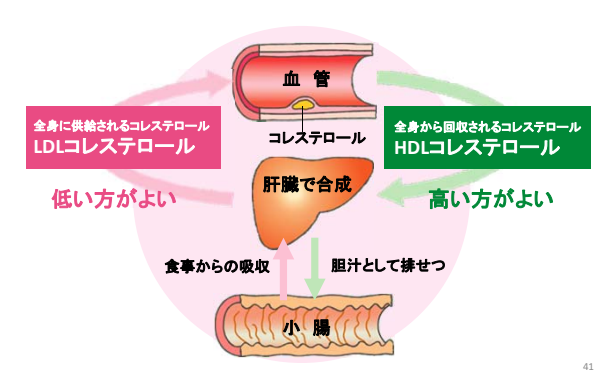 血 管
全身に供給されるコレステロール
LDLコレステロール
低い方がよい
コレステロール
全身から回収されるコレステロール
HDLコレステロール
高い方がよい
肝臓で合成
食事からの吸収
胆汁として排せつ
小 腸
41